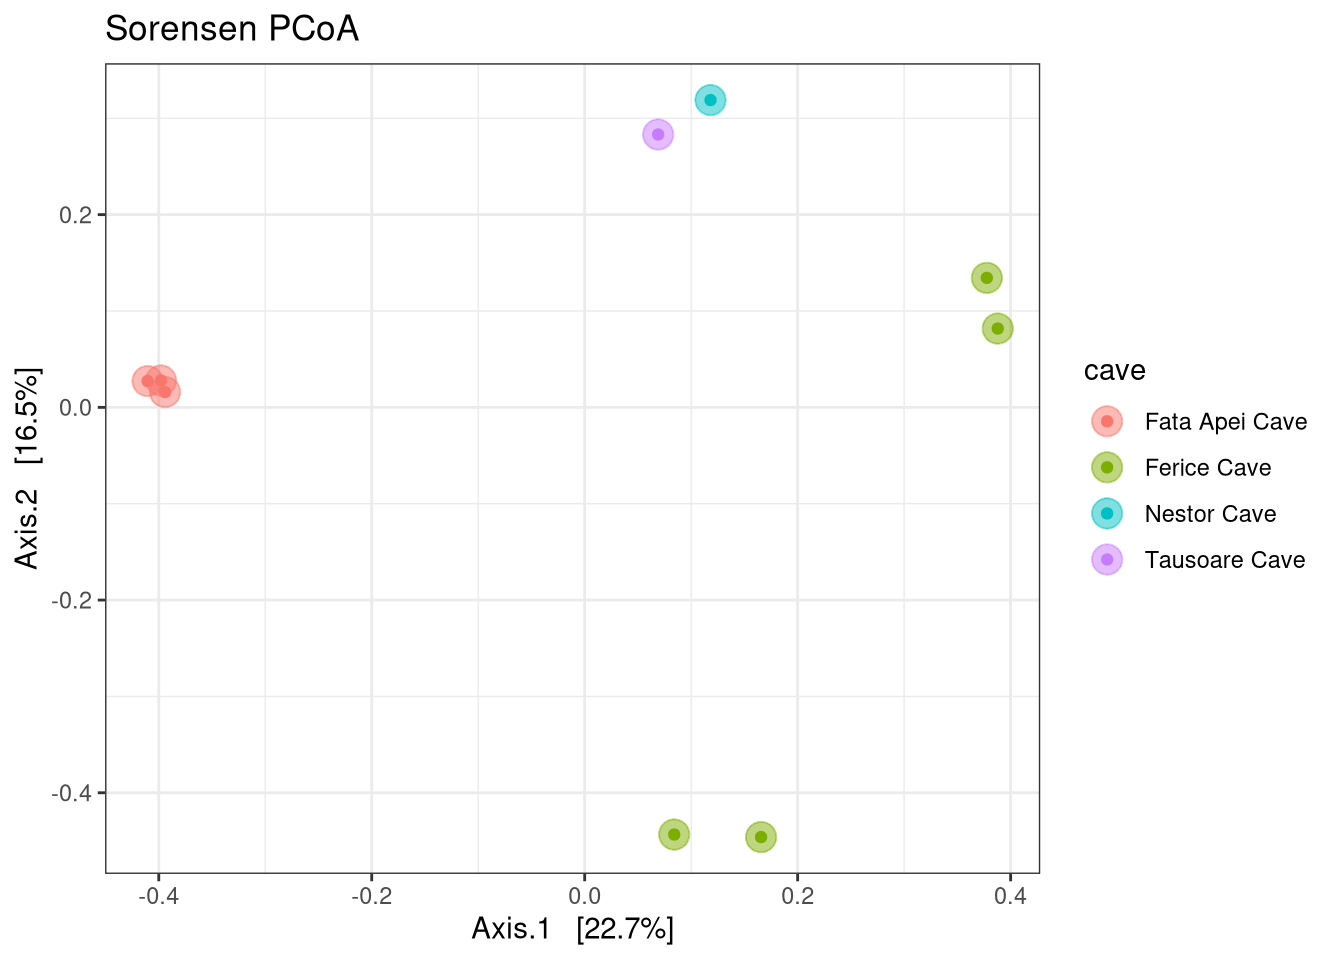 Sorensen PCoA
0.2
0.0
-0.2
-0.4
Axis.2 [16.5%]
-0.4
-0.2
0.0
0.2
0.4
Axis.1 [22.7%]
cave
Fata Apei Cave
Ferice Cave
Nestor Cave
Tausoare Cave